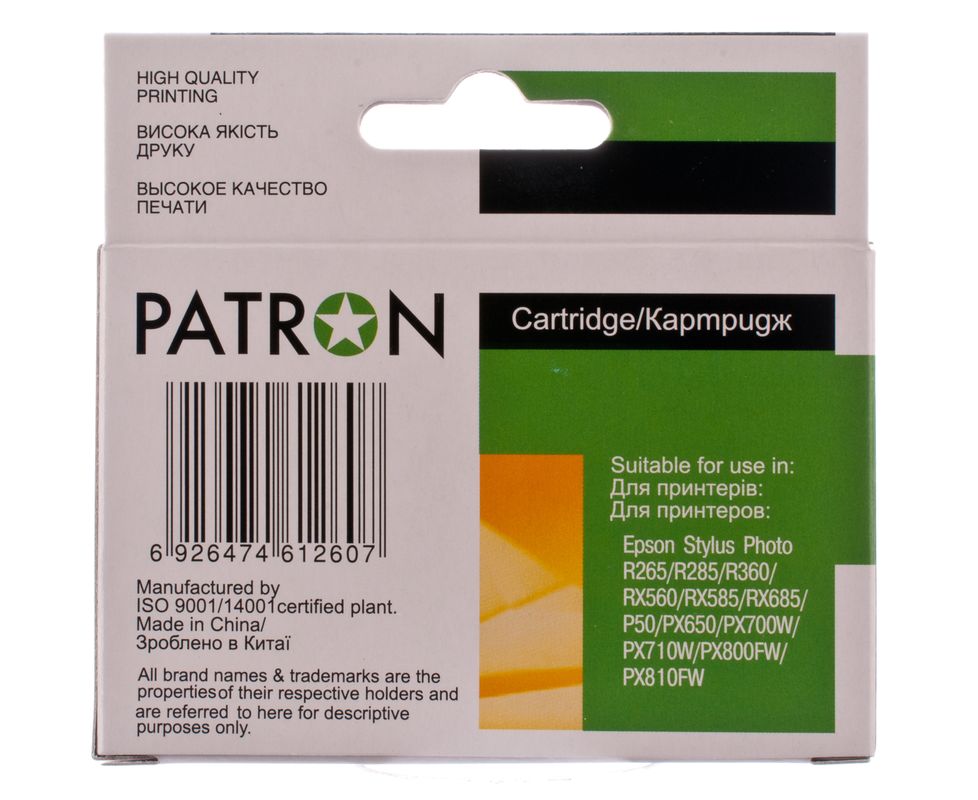 HIGH QUALITY
PRINTING
ВИСОКА ЯКІСТЬ
ДРУКУ
ВЫСОКОЕ КАЧЕСТВО
ПЕЧАТИ
PATRON
6 926474 612607
Manufactured by
ISO 9001/14001certified plant.
Made in China/
Зроблено в Китаї
All brand names & trademarks are the
properties of their respective holders and
are referred to here for descriptive
purposes only.
Cartridge/Картридж
Suitable for use in:
Для принтерів:
Для принтеров:
Epson Stylus Photo
R265/R285/R360/
RX560/RX585/RX685/
P50/PX650/PX700W/
PX710W/PX800FW/
PX810FW